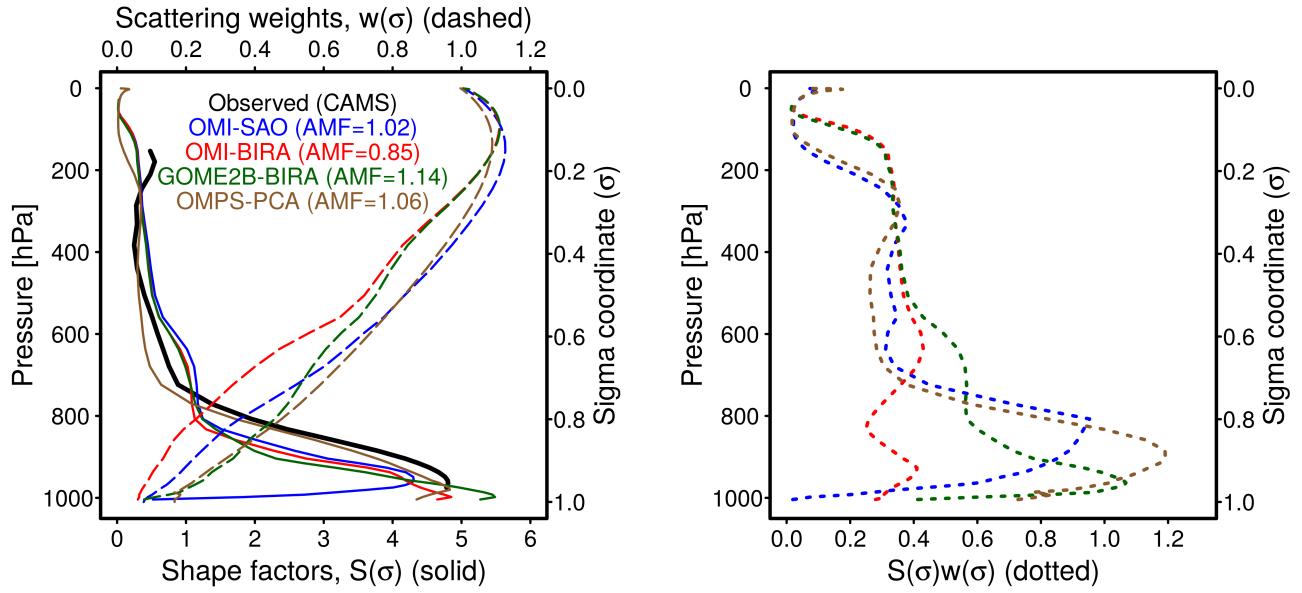 Scattering weights, w(σ) (dashed)
0.0 0.2 0.4 0.6 0.8 1.0 1.2
Pressure [hPa]
0
200
400
600
800
1000
Observed (CAMS)
OMI-SAO (AMF=1.02)
OMI-BIRA (AMF=0.85)
GOME2B-BIRA (AMF=1.14)
OMPS-PCA (AMF=1.06)
0.0
0.2
0.4
0.6
0.8
1.0
Sigma coordinate (σ)
0 1 2 3 4 5 6
Shape factors, S(σ) (solid)
Pressure [hPa]
0
200
400
600
800
1000
0.0
0.2
0.4
0.6
0.8
1.0
Sigma coordinate (σ)
0.0 0.2 0.4 0.6 0.8 1.0 1.2
S(σ)w(σ) (dotted)